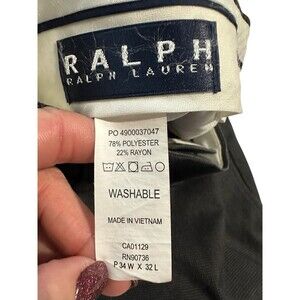 RALPH
RALPH LAUREN
PO 4900037047
78% POLYESTER
22% RAYON
WASHABLE
MADE IN VIETNAM
CA01129
RN90736
P 34 W X 32 L